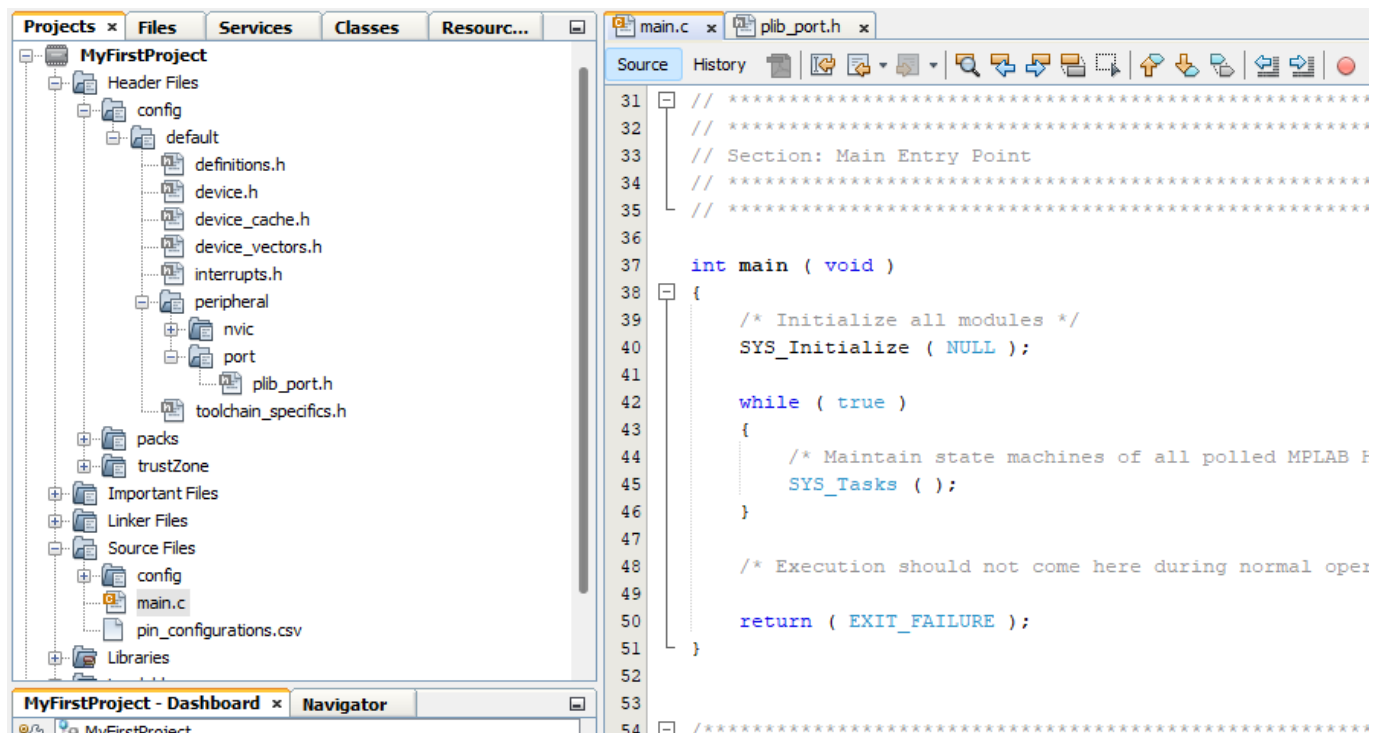 Projects × Files Services Classes Resourc...
MyFirstProject
Header Files
config
default
definitions.h
device.h
device_cache.h
device_vectors.h
interrupts.h
peripheral
nvic
port
plib_port.h
toolchain_specifics.h
packs
trustZone
Important Files
Linker Files
Source Files
config
main.c
pin_configurations.csv
Libraries
MyFirstProject - Dashboard × Navigator
MyFirstProject
main.c × plib_port.h ×
Source History
31 // *******************************************************
32 // *******************************************************
33 // Section: Main Entry Point
34 // *******************************************************
35 // *******************************************************
36
37 int main ( void )
38 {
39 /* Initialize all modules */
40 SYS_Initialize ( NULL );
41
42 while ( true )
43 {
44 /* Maintain state machines of all polled MPLAB
45 SYS_Tasks ( );
46 }
47
48 /* Execution should not come here during normal oper
49
50 return ( EXIT_FAILURE );
51 }
52
53
54 /*********************************************************